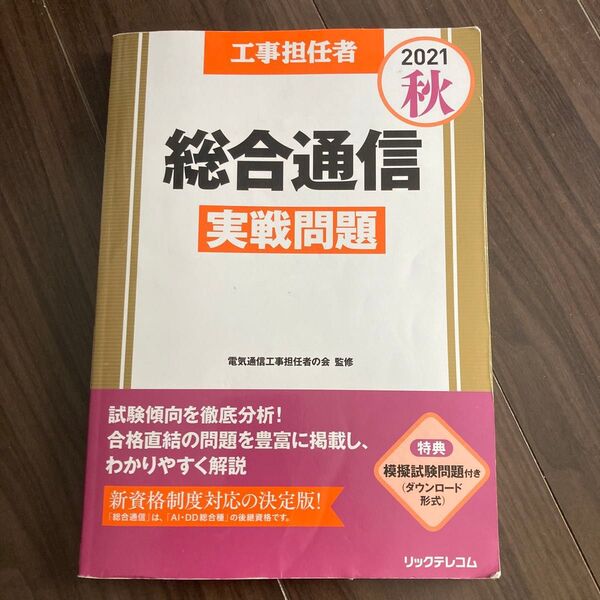 工事担任者
2021
秋
総合通信
実戦問題
電気通信工事担任者の会 監修
試験傾向を徹底分析!
合格直結の問題を豊富に掲載し、
わかりやすく解説
新資格制度対応の決定版!
「総合通信」は、「AI・DD総合種」の後継資格です。
特典
模擬試験問題付き
(ダウンロード
形式)
リックテレコム